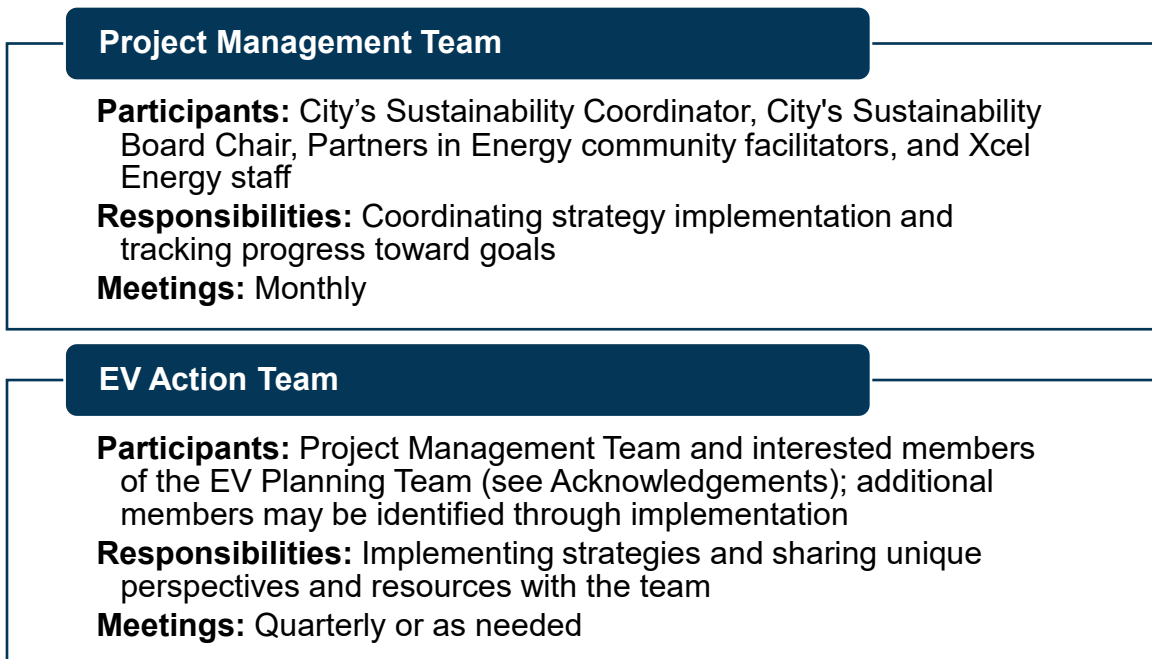 Project Management Team
Participants: City’s Sustainability Coordinator, City's Sustainability
Board Chair, Partners in Energy community facilitators, and Xcel
Energy staff
Responsibilities: Coordinating strategy implementation and
tracking progress toward goals
Meetings: Monthly
EV Action Team
Participants: Project Management Team and interested members
of the EV Planning Team (see Acknowledgements); additional
members may be identified through implementation
Responsibilities: Implementing strategies and sharing unique
perspectives and resources with the team
Meetings: Quarterly or as needed